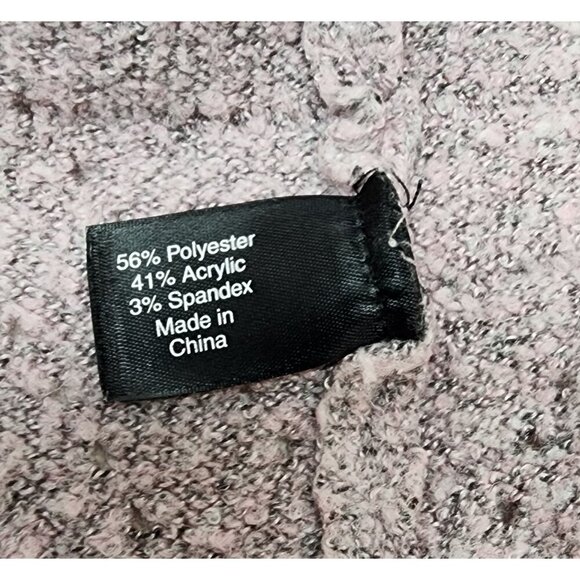 56% Polyester
41% Acrylic
3% Spandex
Made in
China